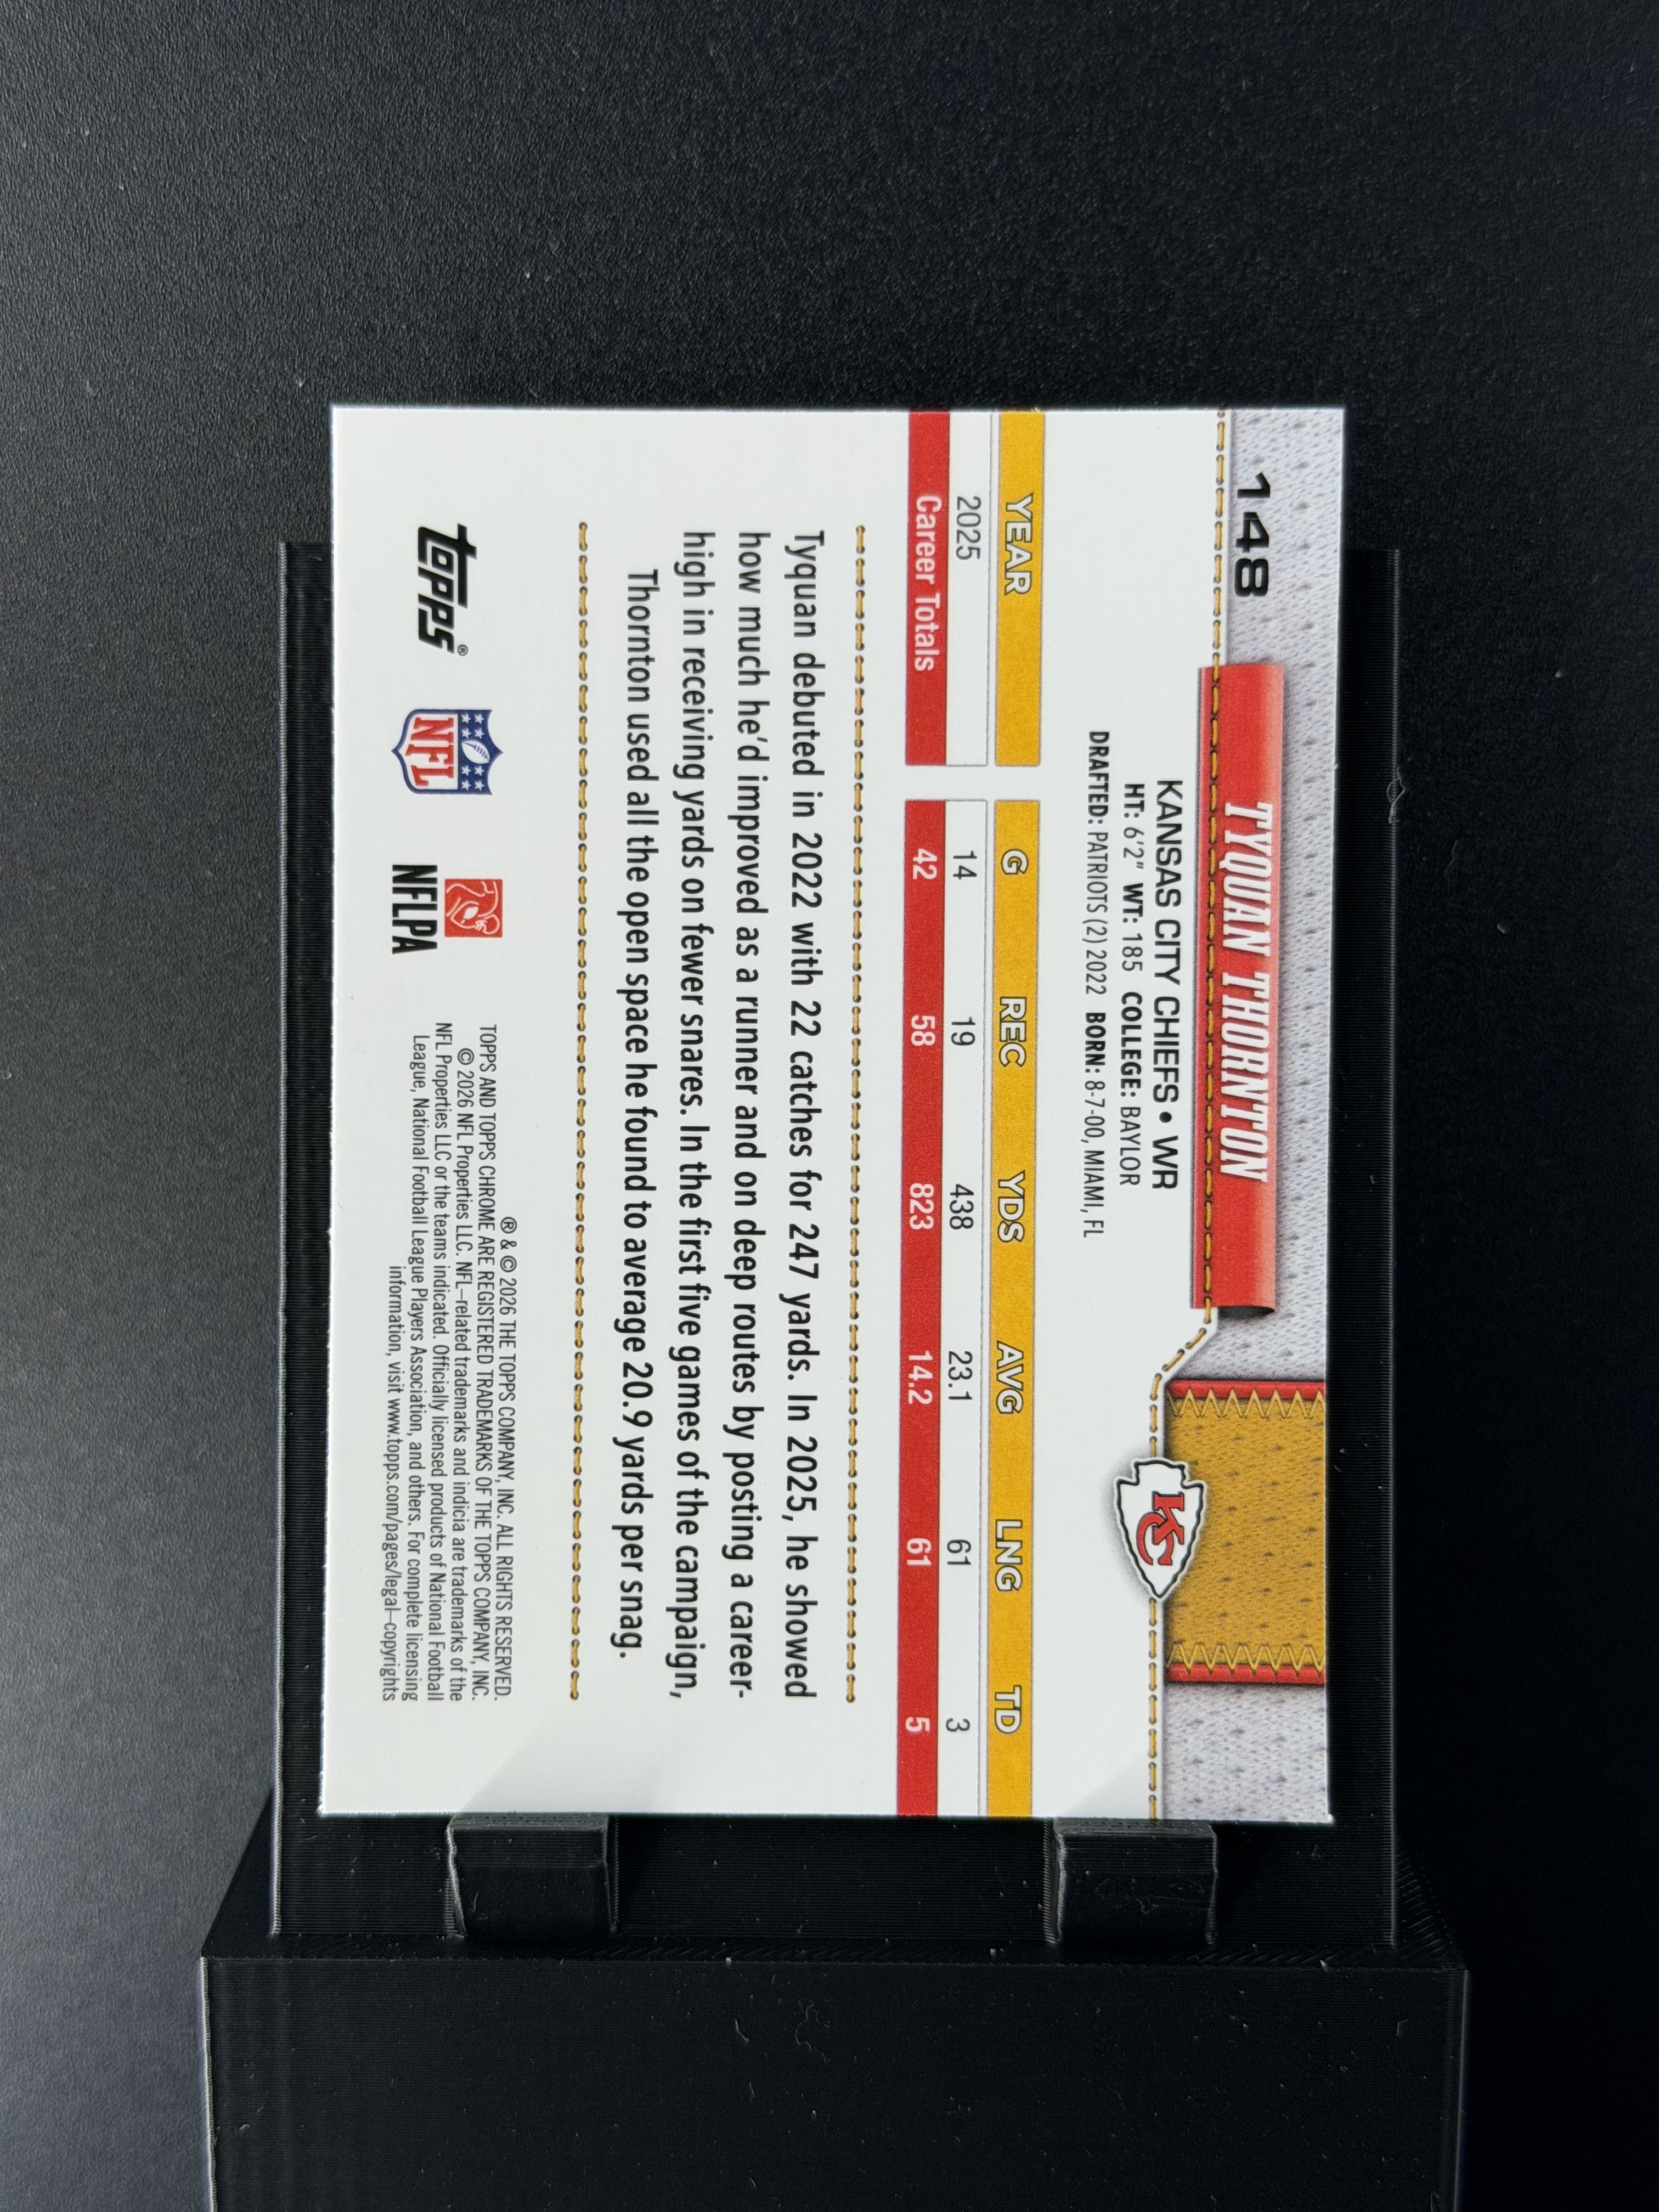 148
TYQUAN THORNTON
KANSAS CITY CHIEFS • WR
HT: 6'2" WT: 185 COLLEGE: BAYLOR
DRAFTED: PATRIOTS (2) 2022 BORN: 8-7-00, MIAMI, FL
KC
YEAR G REC YDS AVG LNG TD
2025 14 19 438 23.1 61 3
Career Totals 42 58 823 14.2 61 5
Tyquan debuted in 2022 with 22 catches for 247 yards. In 2025, he showed
how much he'd improved as a runner and on deep routes by posting a career-
high in receiving yards on fewer snares. In the first five games of the campaign,
Thornton used all the open space he found to average 20.9 yards per snag.
topps®
NFL
NFLPA
® & © 2026 THE TOPPS COMPANY, INC. ALL RIGHTS RESERVED.
TOPPS AND TOPPS CHROME ARE REGISTERED TRADEMARKS OF THE TOPPS COMPANY, INC.
© 2026 NFL Properties LLC. NFL-related trademarks and indicia are trademarks of the
NFL Properties LLC or the teams indicated. Officially licensed products of National Football
League, National Football League Players Association, and others. For complete licensing
information, visit www.topps.com/pages/legal-copyrights